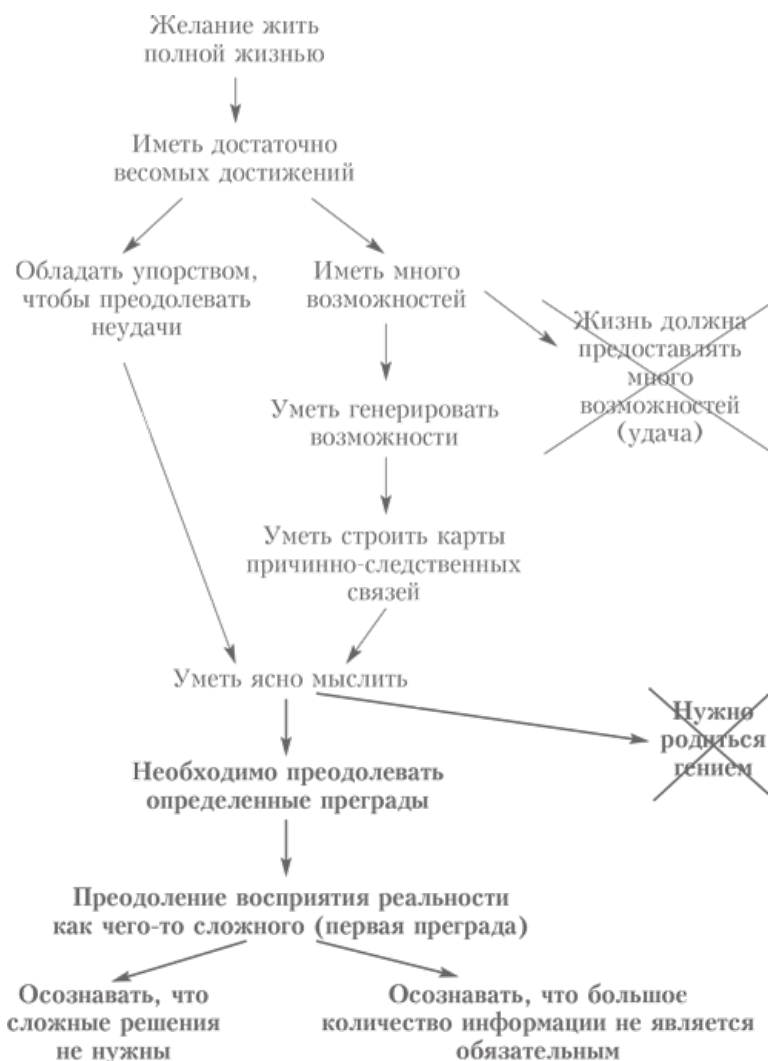 Желание жить
полной жизнью
Иметь достаточно
весомых достижений
Обладать упорством,
чтобы преодолевать
неудачи
Иметь много
возможностей
Жизнь должна
предоставлять
много
возможностей
(удача)
Уметь генерировать
возможности
Уметь строить карты
причинно-следственных
связей
Уметь ясно мыслить
Нужно
родиться
гением
Необходимо преодолевать
определенные преграды
Преодоление восприятия реальности
как чего-то сложного (первая преграда)
Осознавать, что
сложные решения
не нужны
Осознавать, что большое
количество информации не является
обязательным